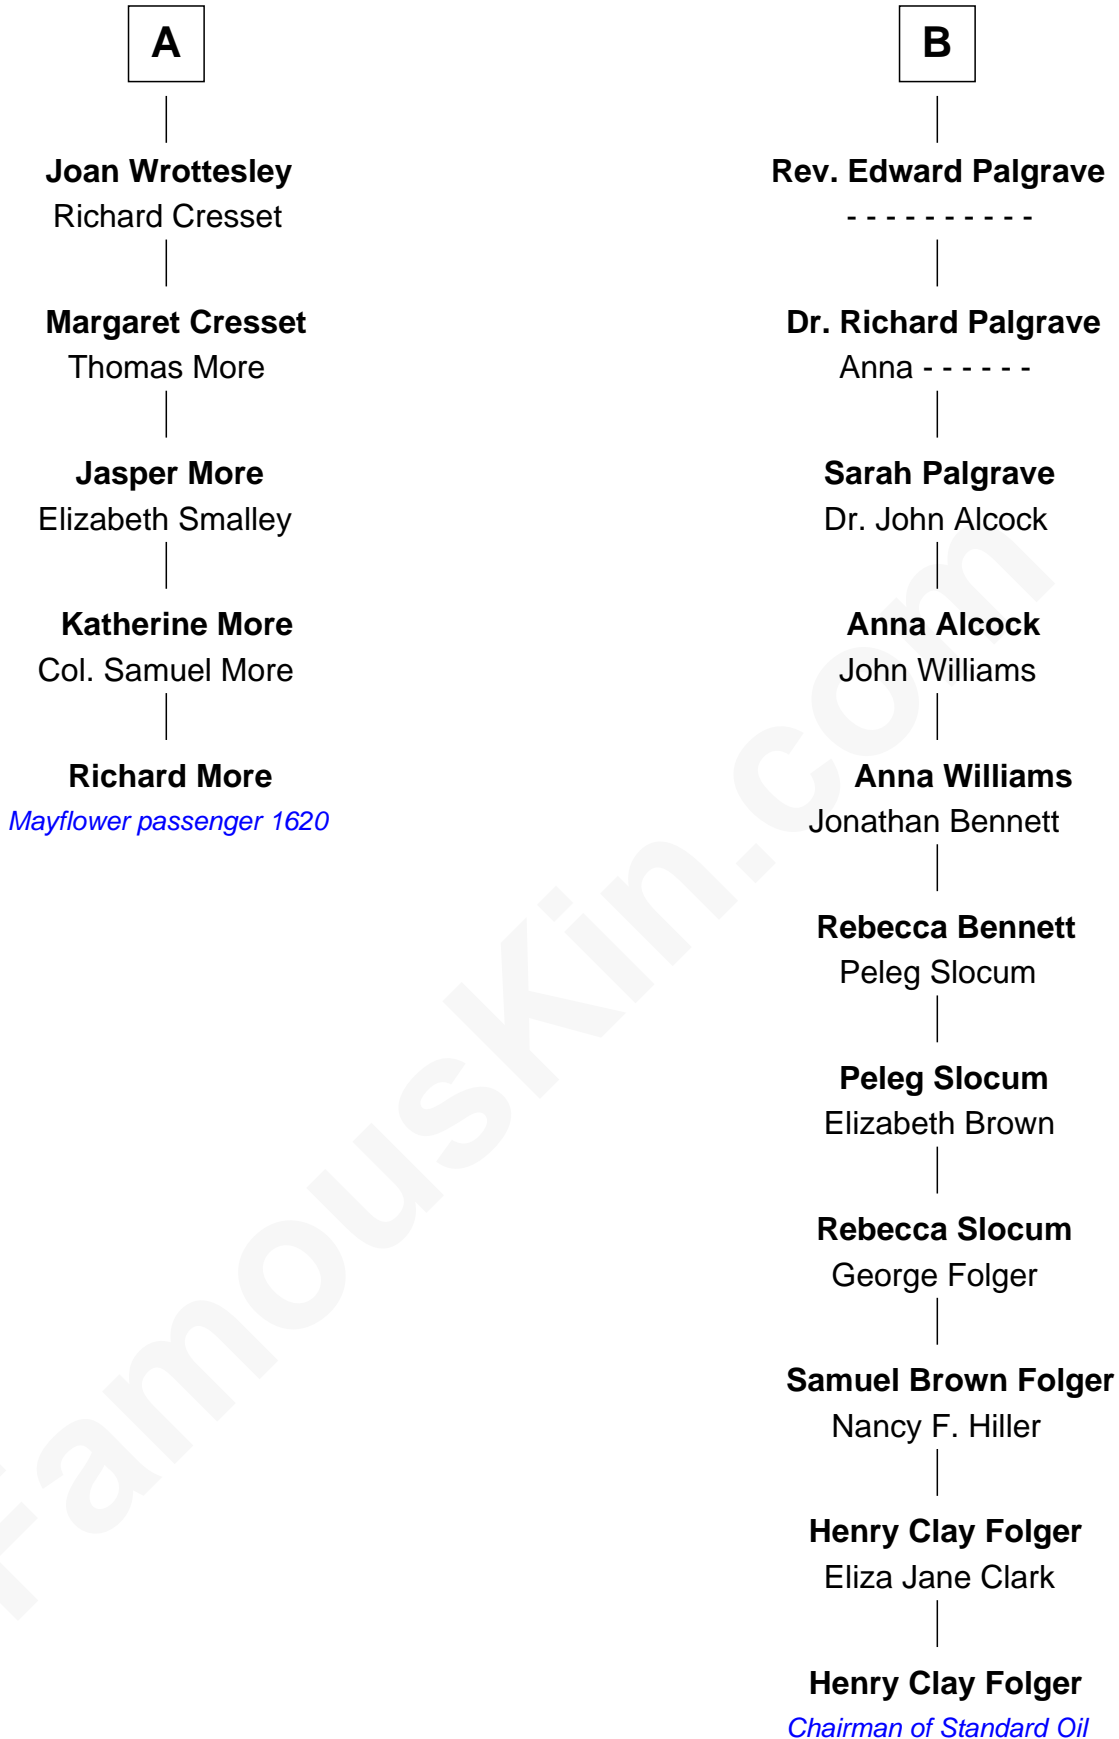 A
Joan Wrottesley
Richard Cresset
Margaret Cresset
Thomas More
Jasper More
Elizabeth Smalley
Katherine More
Col. Samuel More
Richard More
Mayflower passenger 1620
B
Rev. Edward Palgrave
- - - - - - - - - -
Dr. Richard Palgrave
Anna - - - - - -
Sarah Palgrave
Dr. John Alcock
Anna Alcock
John Williams
Anna Williams
Jonathan Bennett
Rebecca Bennett
Peleg Slocum
Peleg Slocum
Elizabeth Brown
Rebecca Slocum
George Folger
Samuel Brown Folger
Nancy F. Hiller
Henry Clay Folger
Eliza Jane Clark
Henry Clay Folger
Chairman of Standard Oil
FamousKin.com